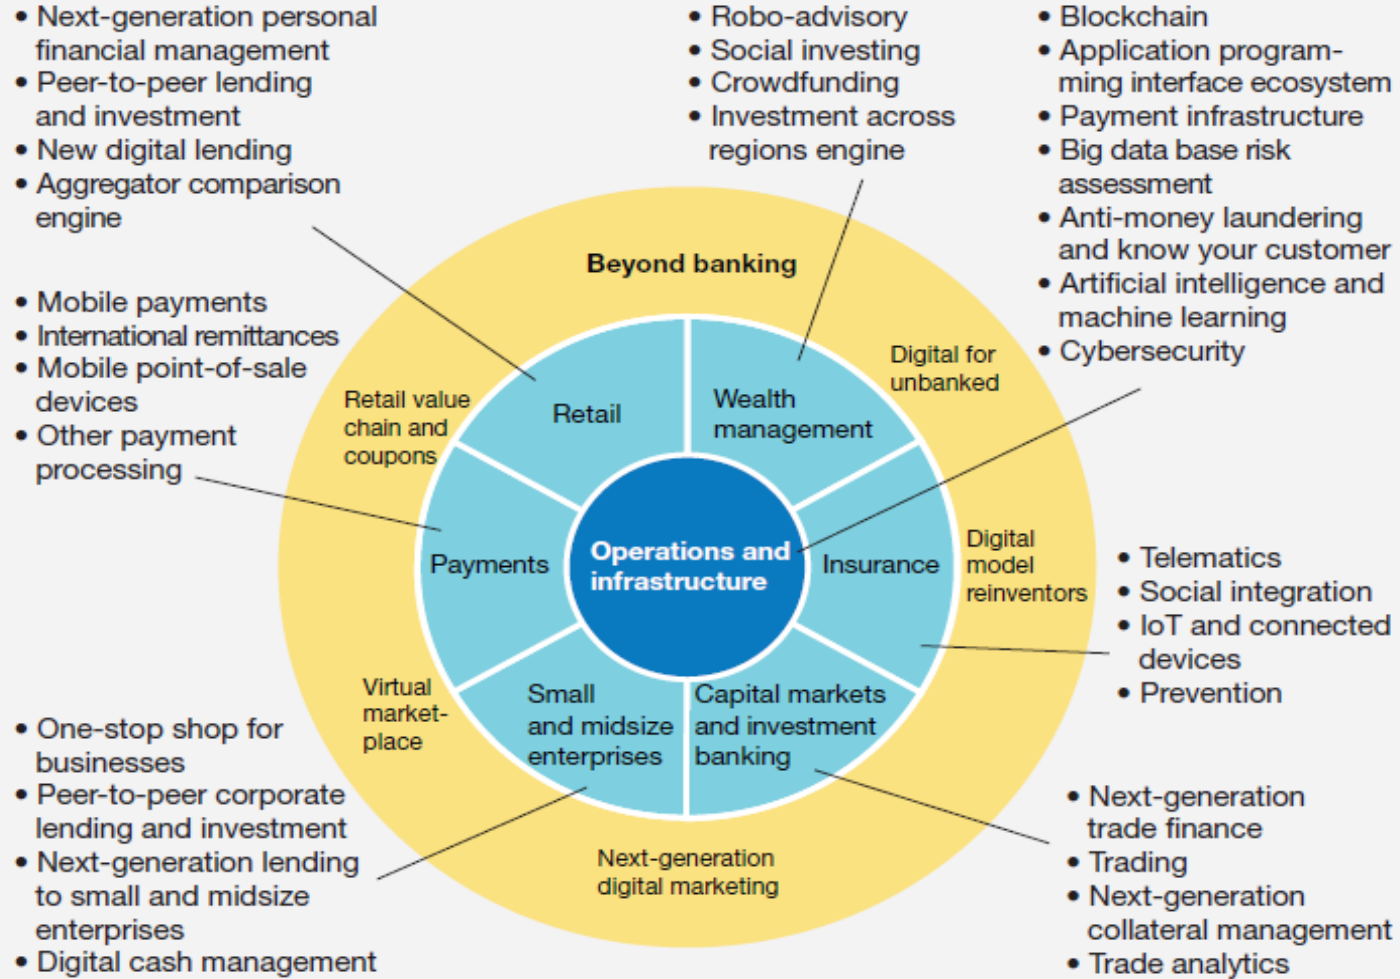 • Next-generation personal
financial management
• Peer-to-peer lending
and investment
• New digital lending
• Aggregator comparison
engine
• Robo-advisory
• Social investing
• Crowdfunding
• Investment across
regions engine
• Blockchain
• Application program-
ming interface ecosystem
• Payment infrastructure
• Big data base risk
assessment
• Anti-money laundering
and know your customer
• Artificial intelligence and
machine learning
• Cybersecurity
• Mobile payments
• International remittances
• Mobile point-of-sale
devices
• Other payment
processing
Beyond banking
Digital for
unbanked
Retail value
chain and
coupons
Retail
Wealth
management
Payments
Operations and
infrastructure
Insurance
Digital
model
reinventors
• Telematics
• Social integration
• IoT and connected
devices
• Prevention
Virtual
market-
place
Small
and midsize
enterprises
Capital markets
and investment
banking
Next-generation
digital marketing
• One-stop shop for
businesses
• Peer-to-peer corporate
lending and investment
• Next-generation lending
to small and midsize
enterprises
• Digital cash management
• Next-generation
trade finance
• Trading
• Next-generation
collateral management
• Trade analytics